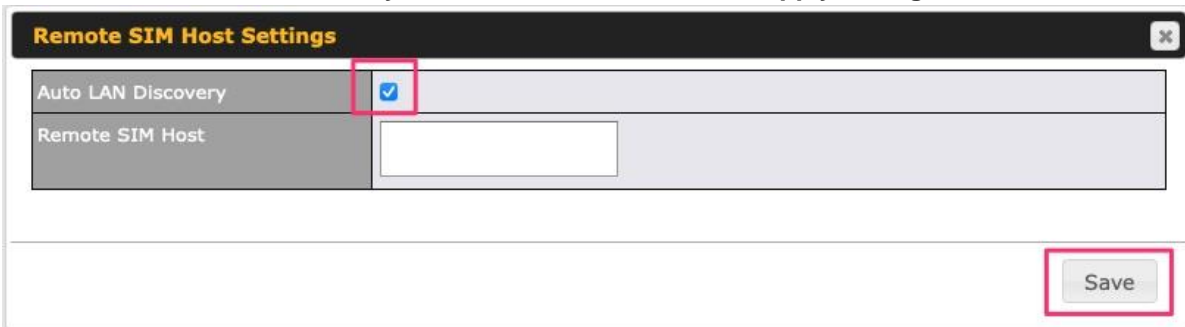 Remote SIM Host Settings
Auto LAN Discovery
Remote SIM Host
Save